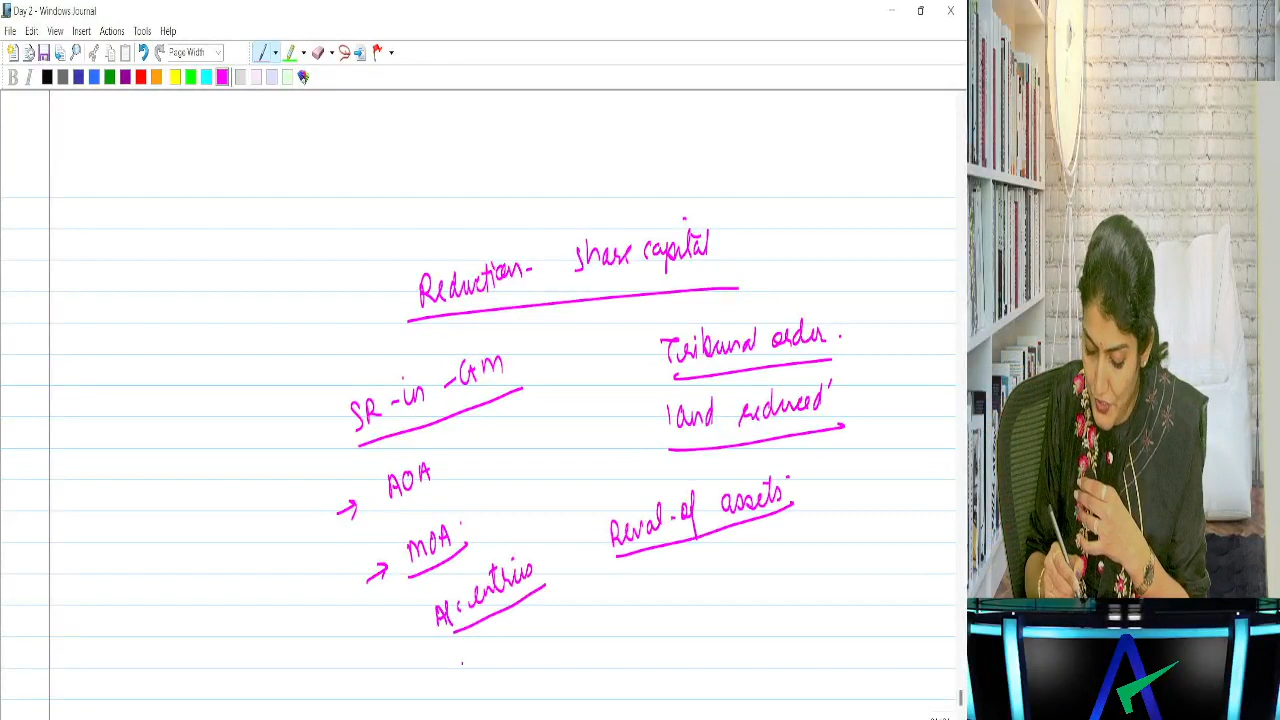 Day 2 - Windows Journal
File Edit View Insert Actions Tools Help
Page Width
B I
Reduction - share capital
SR - in - GM
Tribunal order.
'and reduced'
→ AOA
→ MOA
Reval - of assets
A/c entries